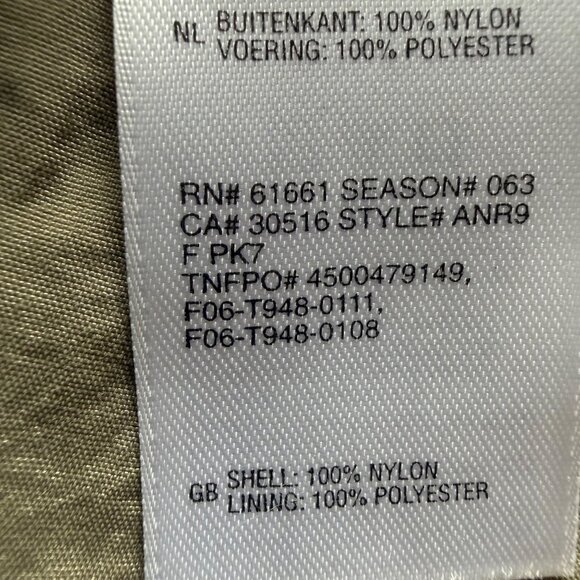 NL BUITENKANT: 100% NYLON
VOERING: 100% POLYESTER
RN# 61661 SEASON# 063
CA# 30516 STYLE# ANR9
F PK7
TNFPO# 4500479149,
F06-T948-0111,
F06-T948-0108
GB SHELL: 100% NYLON
LINING: 100% POLYESTER